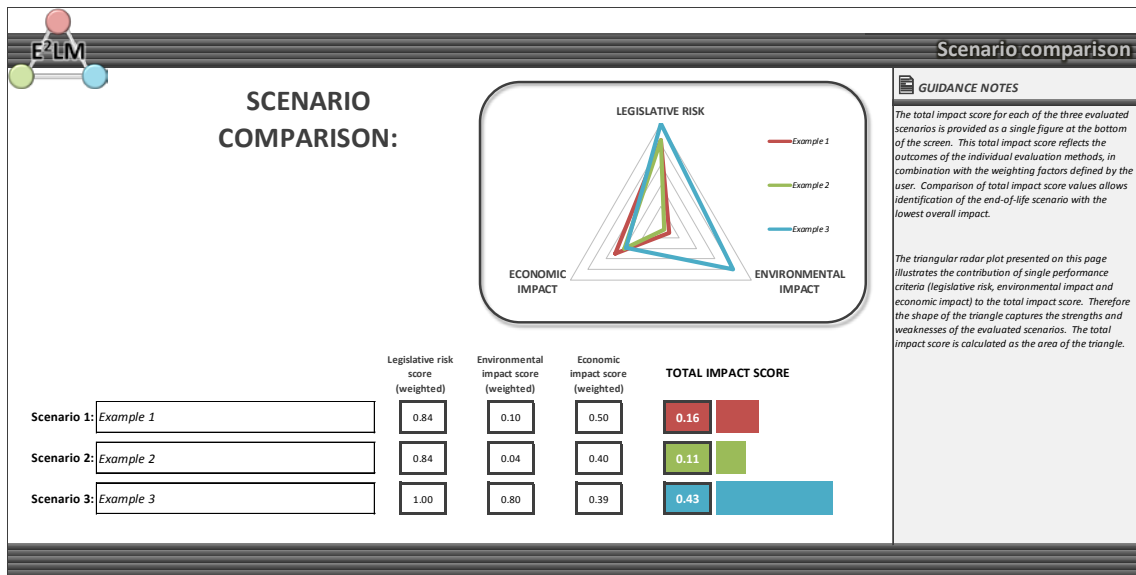 E²LM
Scenario comparison
SCENARIO
COMPARISON:
LEGISLATIVE RISK
Example 1
Example 2
Example 3
ECONOMIC
IMPACT
ENVIRONMENTAL
IMPACT
GUIDANCE NOTES
The total impact score for each of the three evaluated
scenarios is provided as a single figure at the bottom
of the screen. This total impact score reflects the
outcomes of the individual evaluation methods, in
combination with the weighting factors defined by the
user. Comparison of total impact score values allows
identification of the end-of-life scenario with the
lowest overall impact.
The triangular radar plot presented on this page
illustrates the contribution of single performance
criteria (legislative risk, environmental impact and
economic impact) to the total impact score. Therefore
the shape of the triangle captures the strengths and
weaknesses of the evaluated scenarios. The total
impact score is calculated as the area of the triangle.
Legislative risk
score
(weighted)
Environmental
impact score
(weighted)
Economic
impact score
(weighted)
TOTAL IMPACT SCORE
Scenario 1: Example 1 0.84 0.10 0.50 0.16
Scenario 2: Example 2 0.84 0.04 0.40 0.11
Scenario 3: Example 3 1.00 0.80 0.39 0.43